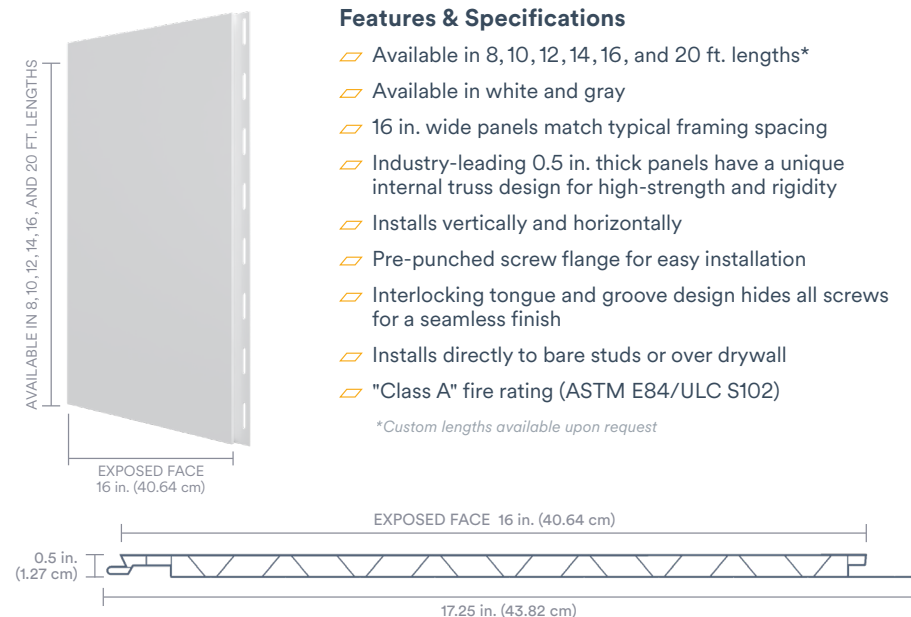 Features & Specifications
Available in 8, 10, 12, 14, 16, and 20 ft. lengths*
Available in white and gray
16 in. wide panels match typical framing spacing
Industry-leading 0.5 in. thick panels have a unique
internal truss design for high-strength and rigidity
Installs vertically and horizontally
Pre-punched screw flange for easy installation
Interlocking tongue and groove design hides all screws
for a seamless finish
Installs directly to bare studs or over drywall
"Class A" fire rating (ASTM E84/ULC S102)
*Custom lengths available upon request
AVAILABLE IN 8, 10, 12, 14, 16, AND 20 FT. LENGTHS
EXPOSED FACE
16 in. (40.64 cm)
EXPOSED FACE 16 in. (40.64 cm)
0.5 in.
(1.27 cm)
17.25 in. (43.82 cm)